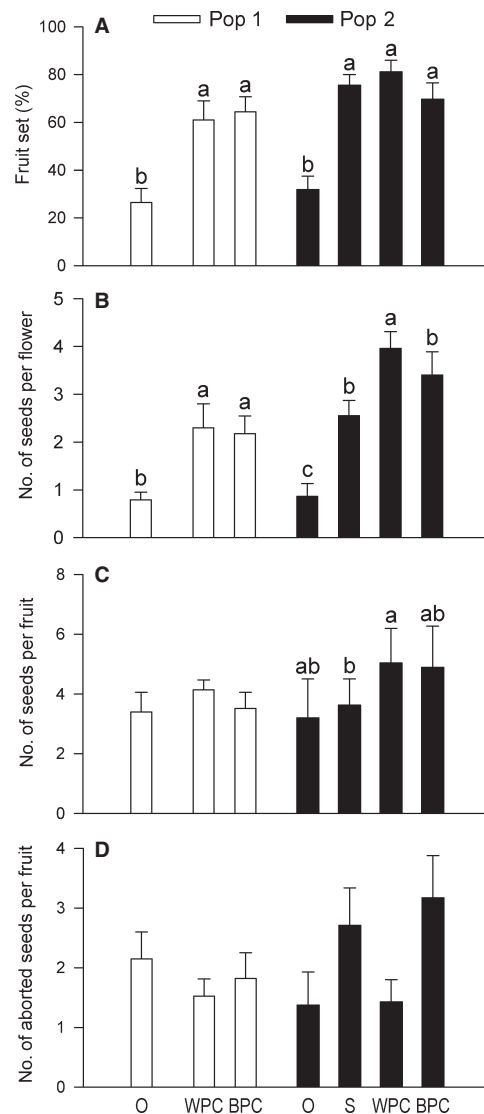 A
Pop 1 Pop 2
100
80
60
40
20
0
Fruit set (%)
b a a b a a a
B
5
4
3
2
1
0
No. of seeds per flower
b a a c b a b
C
8
6
4
2
0
No. of seeds per fruit
ab b a ab
D
4
3
2
1
0
No. of aborted seeds per fruit
O WPC BPC O S WPC BPC